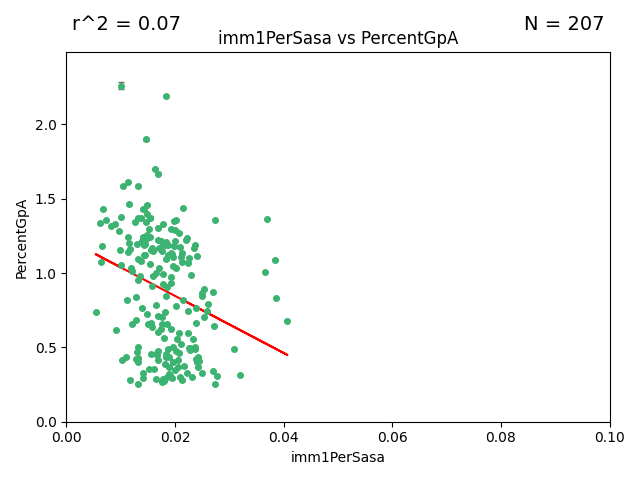 r^2 = 0.07
N = 207
imm1PerSasa vs PercentGpA
PercentGpA
2.0
1.5
1.0
0.5
0.0
0.00 0.02 0.04 0.06 0.08 0.10
imm1PerSasa